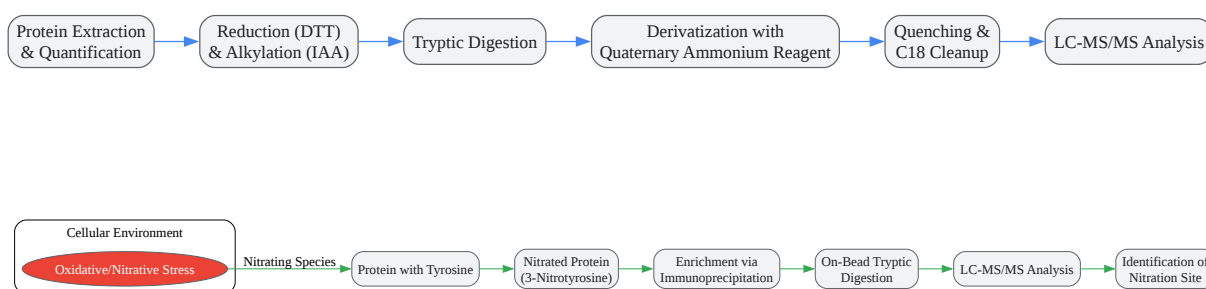 Protein Extraction
& Quantification
Reduction (DTT)
& Alkylation (IAA)
Tryptic Digestion
Derivatization with
Quaternary Ammonium Reagent
Quenching &
C18 Cleanup
LC-MS/MS Analysis
Cellular Environment
Oxidative/Nitrative Stress
Nitrating Species
Protein with Tyrosine
Nitrated Protein
(3-Nitrotyrosine)
Enrichment via
Immunoprecipitation
On-Bead Tryptic
Digestion
LC-MS/MS Analysis
Identification of
Nitration Site